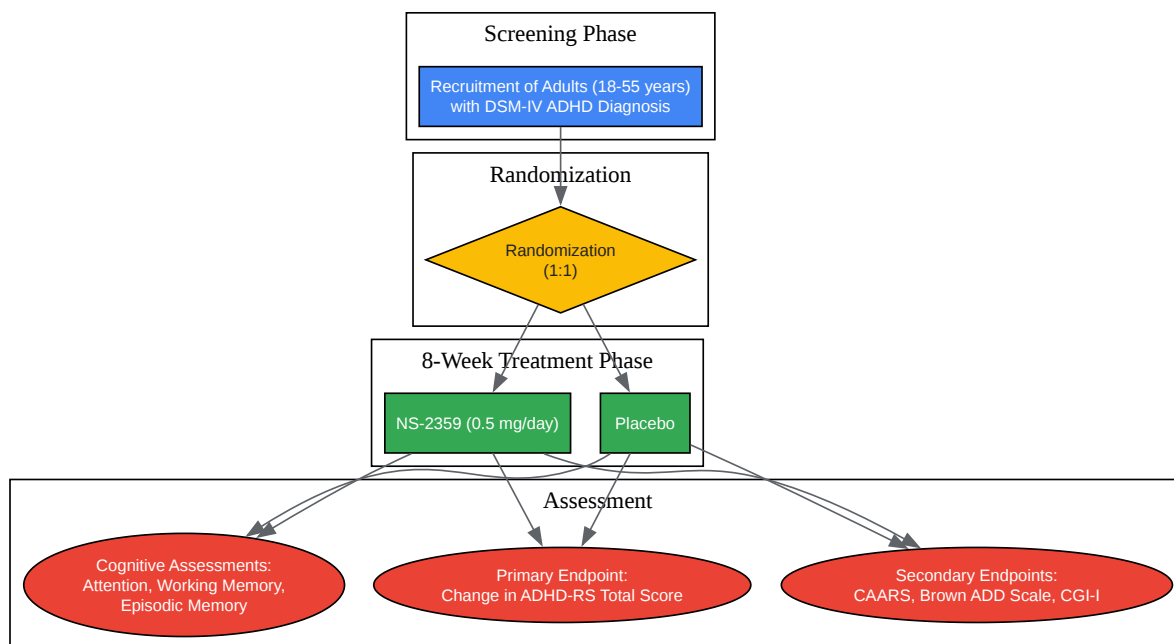 Screening Phase
Recruitment of Adults (18-55 years)
with DSM-IV ADHD Diagnosis
Randomization
Randomization
(1:1)
8-Week Treatment Phase
NS-2359 (0.5 mg/day)
Placebo
Assessment
Cognitive Assessments:
Attention, Working Memory,
Episodic Memory
Primary Endpoint:
Change in ADHD-RS Total Score
Secondary Endpoints:
CAARS, Brown ADD Scale, CGI-I